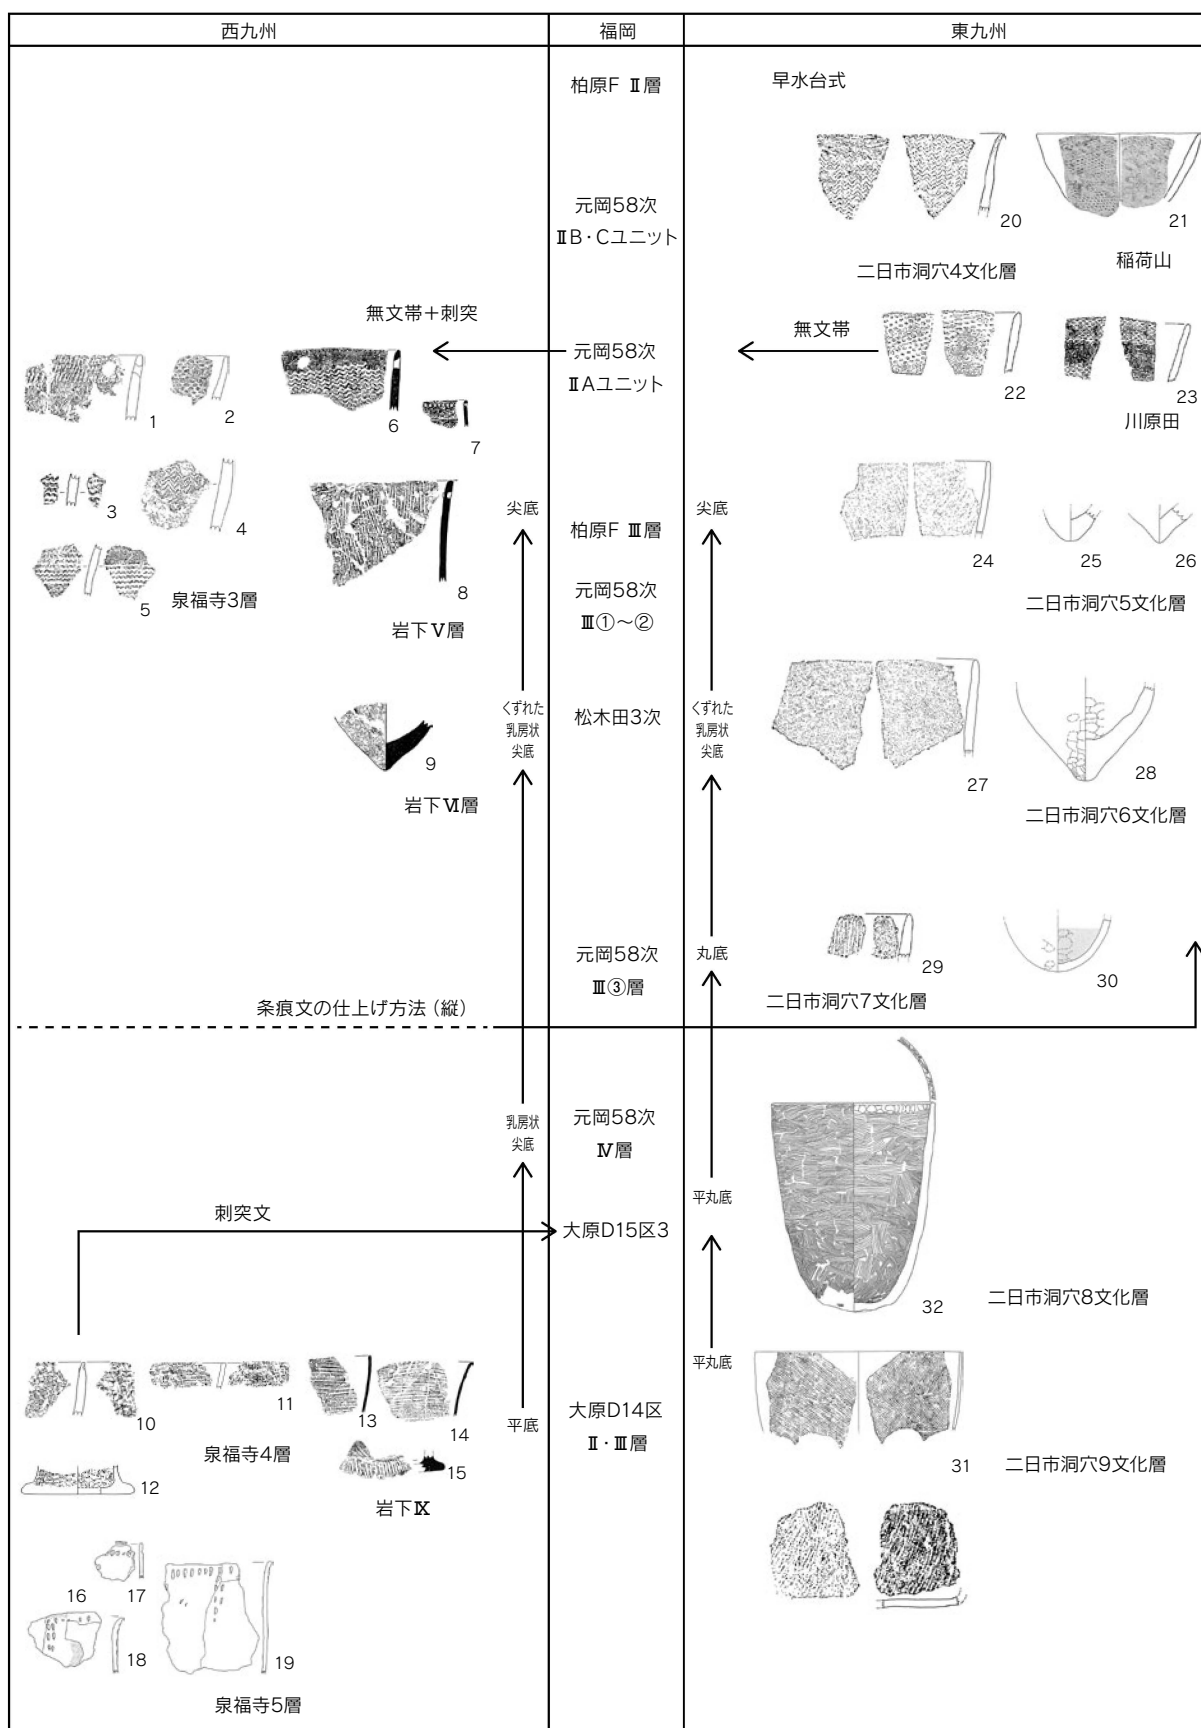 西九州
福岡
東九州
柏原F Ⅱ層
早水台式
元岡58次
ⅡB・Cユニット
20
21
二日市洞穴4文化層
稲荷山
無文帯＋刺突
無文帯
元岡58次
ⅡAユニット
1
2
6
7
22
23
川原田
3
4
5
泉福寺3層
8
岩下Ⅴ層
尖底
柏原F Ⅲ層
元岡58次
Ⅲ①～②
尖底
24
25
26
二日市洞穴5文化層
9
岩下Ⅵ層
くずれた
乳房状
尖底
松木田3次
くずれた
乳房状
尖底
27
28
二日市洞穴6文化層
元岡58次
Ⅲ③層
丸底
29
30
二日市洞穴7文化層
条痕文の仕上げ方法（縦）
乳房状
尖底
元岡58次
Ⅳ層
平丸底
刺突文
大原D15区3
32
二日市洞穴8文化層
10
11
泉福寺4層
12
13
14
15
岩下Ⅸ
平底
大原D14区
Ⅱ・Ⅲ層
平丸底
31
二日市洞穴9文化層
16
17
18
19
泉福寺5層